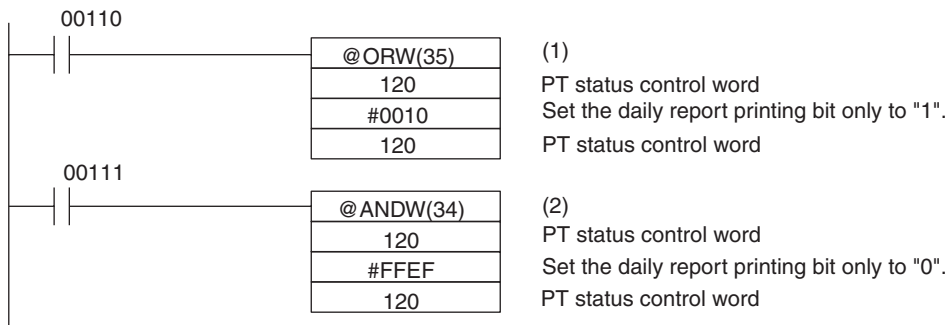 00110
@ORW(35) (1)
120 PT status control word
#0010 Set the daily report printing bit only to "1".
120 PT status control word
00111
@ANDW(34) (2)
120 PT status control word
#FFEF Set the daily report printing bit only to "0".
120 PT status control word